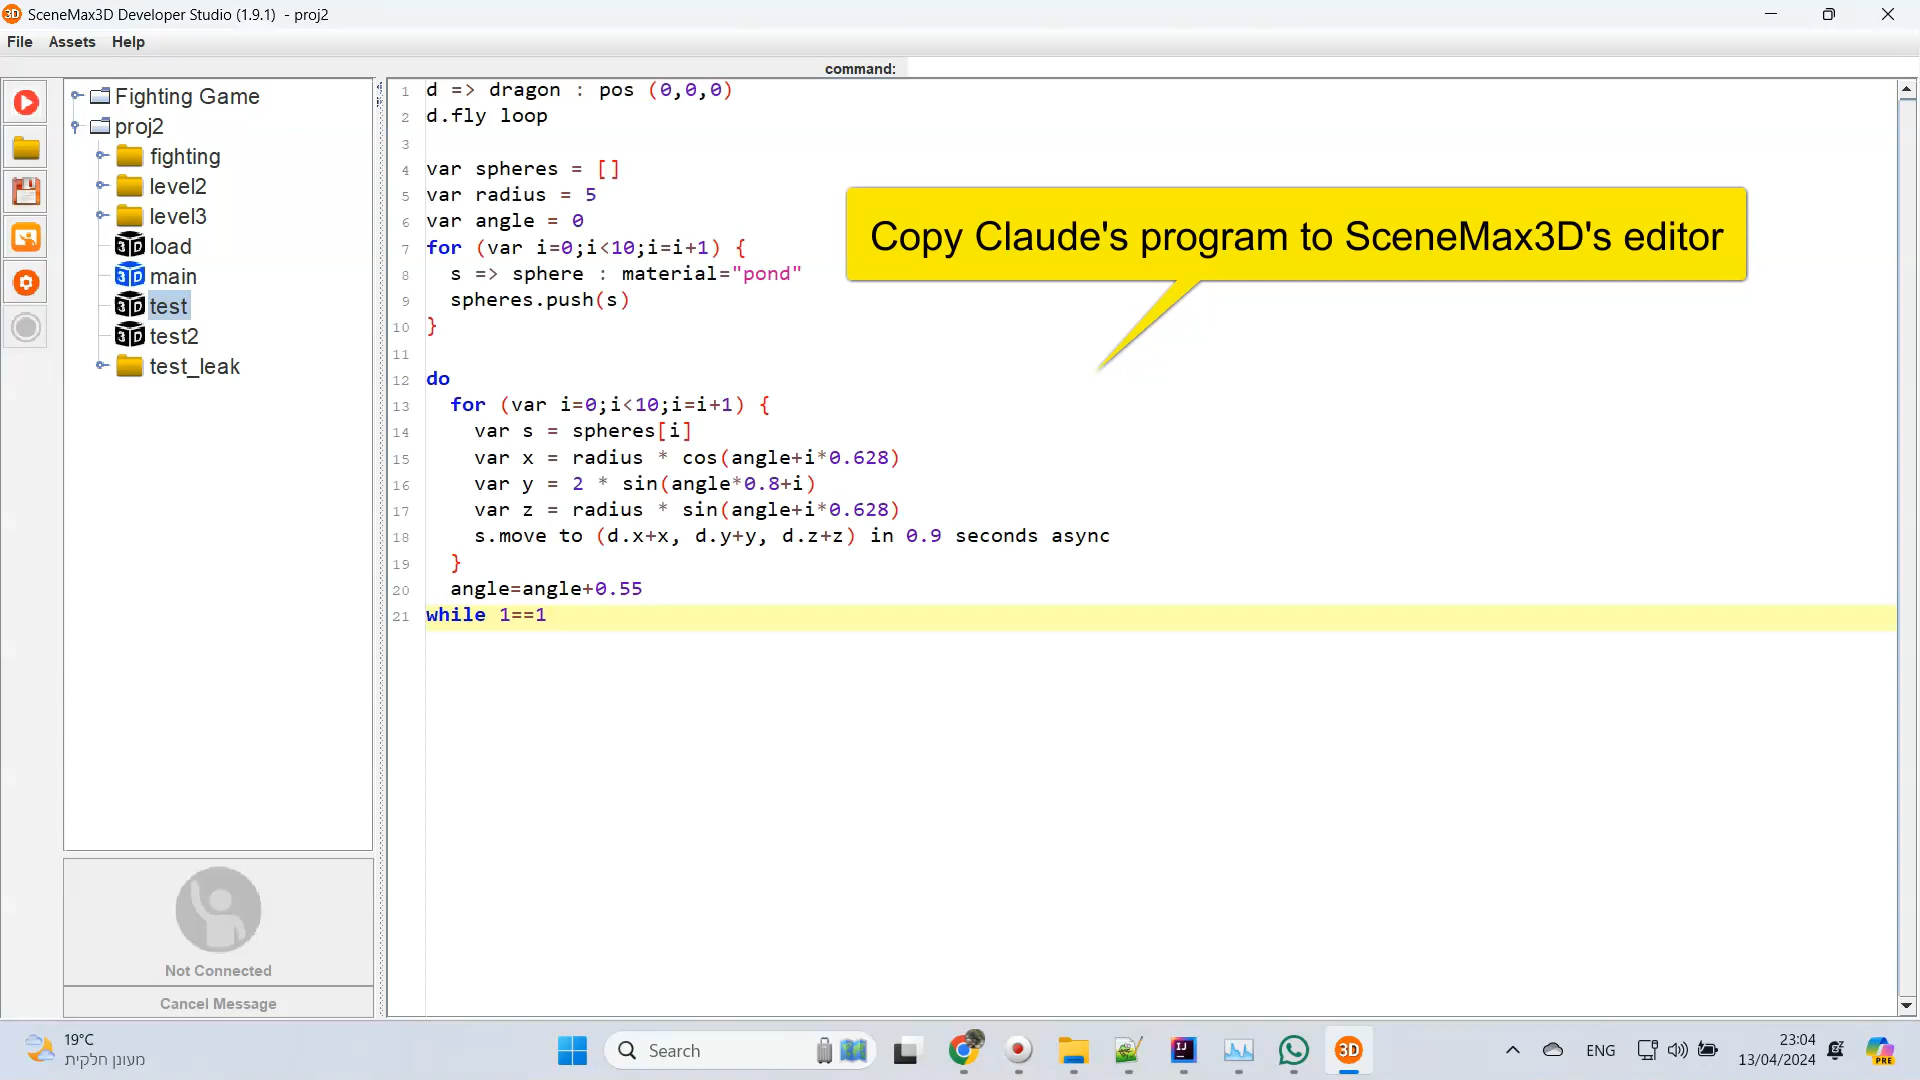 SceneMax3D Developer Studio (1.9.1) - proj2
File Assets Help
command:
Fighting Game
proj2
fighting
level2
level3
load
main
test
test2
test_leak
Not Connected
Cancel Message
1 d => dragon : pos (0,0,0)
2 d.fly loop
3
4 var spheres = []
5 var radius = 5
6 var angle = 0
7 for (var i=0;i<10;i=i+1) {
8 s => sphere : material="pond"
9 spheres.push(s)
10 }
11
12 do
13 for (var i=0;i<10;i=i+1) {
14 var s = spheres[i]
15 var x = radius * cos(angle+i*0.628)
16 var y = 2 * sin(angle*0.8+i)
17 var z = radius * sin(angle+i*0.628)
18 s.move to (d.x+x, d.y+y, d.z+z) in 0.9 seconds async
19 }
20 angle=angle+0.55
21 while 1==1
Copy Claude's program to SceneMax3D's editor
19°C
מעונן חלקית
Search
3D
ENG
23:04
13/04/2024
PRE